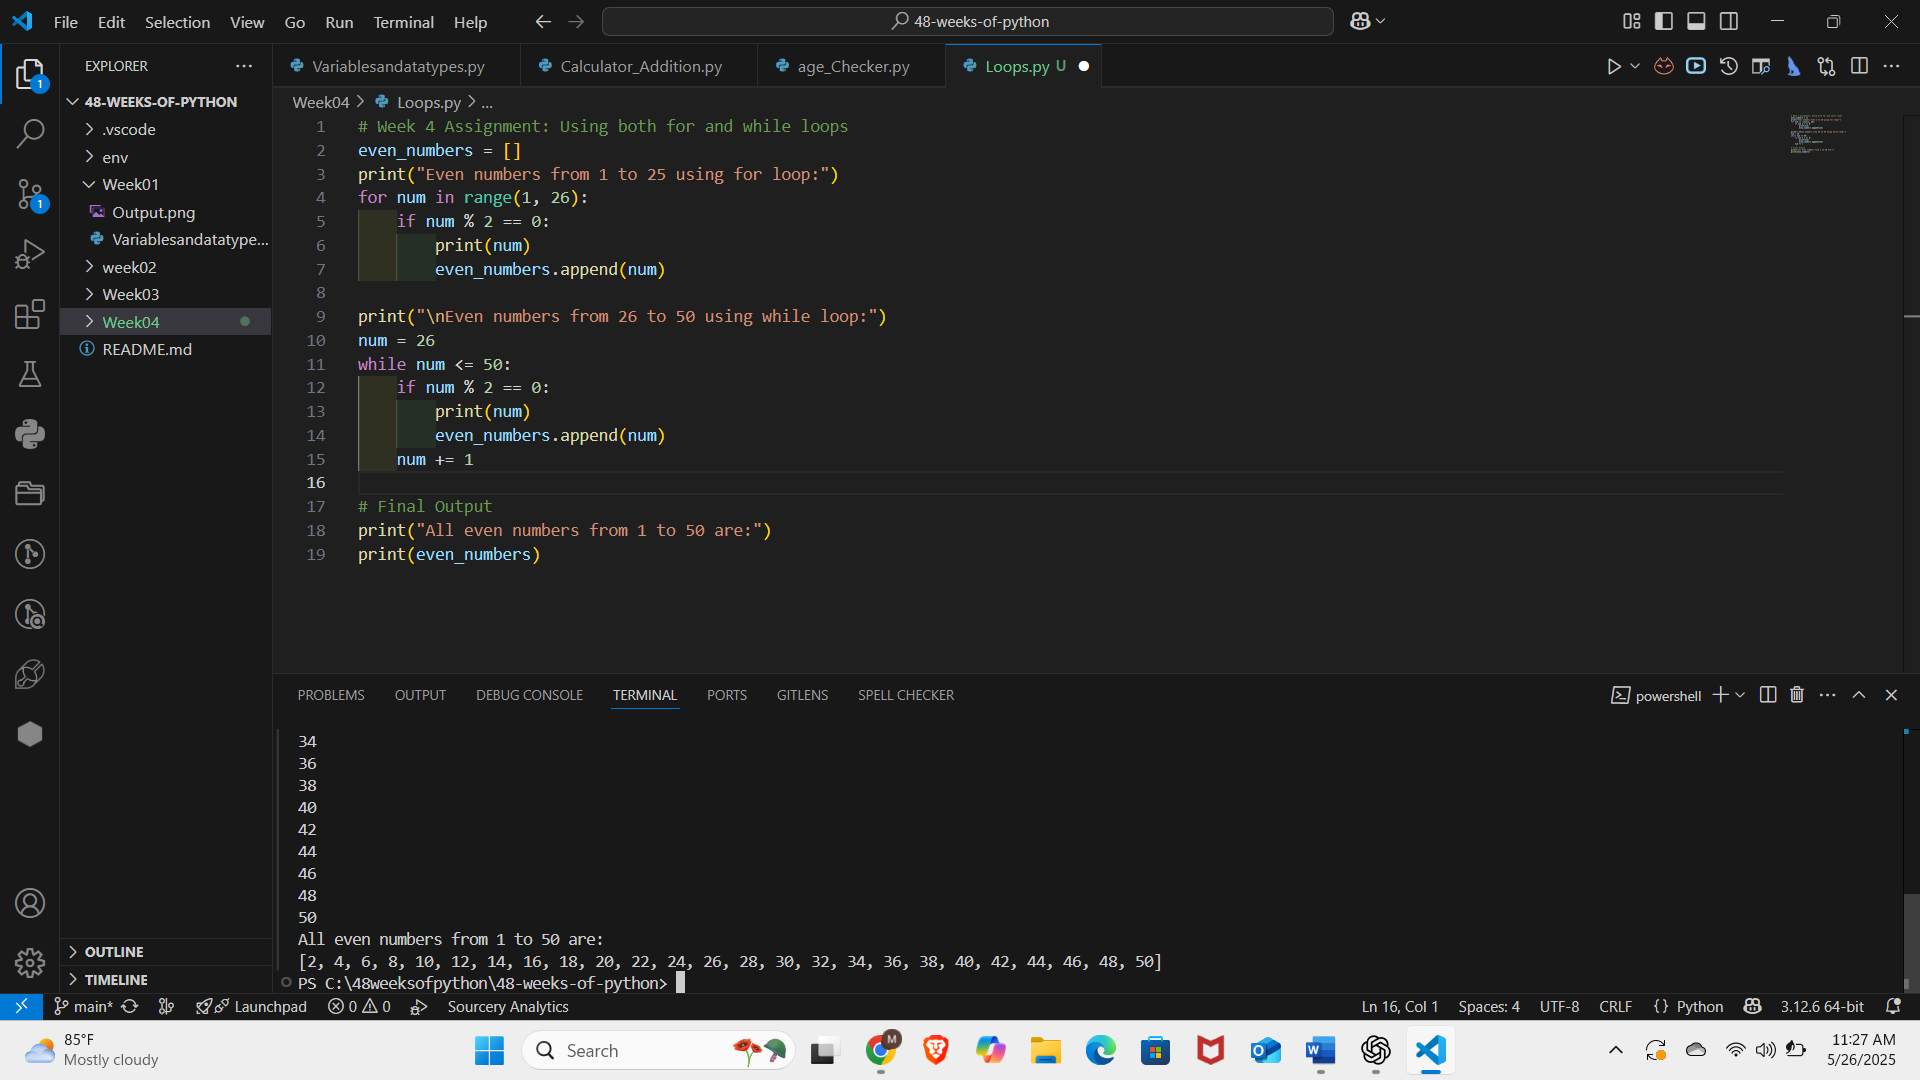 File Edit Selection View Go Run Terminal Help
48-weeks-of-python
EXPLORER
48-WEEKS-OF-PYTHON
.vscode
env
Week01
Output.png
Variablesandatatype...
week02
Week03
Week04
README.md
OUTLINE
TIMELINE
1
1
Variablesandatatypes.py
Calculator_Addition.py
age_Checker.py
Loops.py U
Week04 > Loops.py > ...
1 # Week 4 Assignment: Using both for and while loops
2 even_numbers = []
3 print("Even numbers from 1 to 25 using for loop:")
4 for num in range(1, 26):
5     if num % 2 == 0:
6         print(num)
7         even_numbers.append(num)
8
9 print("\nEven numbers from 26 to 50 using while loop:")
10 num = 26
11 while num <= 50:
12     if num % 2 == 0:
13         print(num)
14         even_numbers.append(num)
15     num += 1
16
17 # Final Output
18 print("All even numbers from 1 to 50 are:")
19 print(even_numbers)
PROBLEMS OUTPUT DEBUG CONSOLE TERMINAL PORTS GITLENS SPELL CHECKER
powershell
34
36
38
40
42
44
46
48
50
All even numbers from 1 to 50 are:
[2, 4, 6, 8, 10, 12, 14, 16, 18, 20, 22, 24, 26, 28, 30, 32, 34, 36, 38, 40, 42, 44, 46, 48, 50]
PS C:\48weeksofpython\48-weeks-of-python>
main* Launchpad 0 0 Sourcery Analytics
Ln 16, Col 1 Spaces: 4 UTF-8 CRLF {} Python 3.12.6 64-bit
85°F
Mostly cloudy
Search
M
11:27 AM
5/26/2025